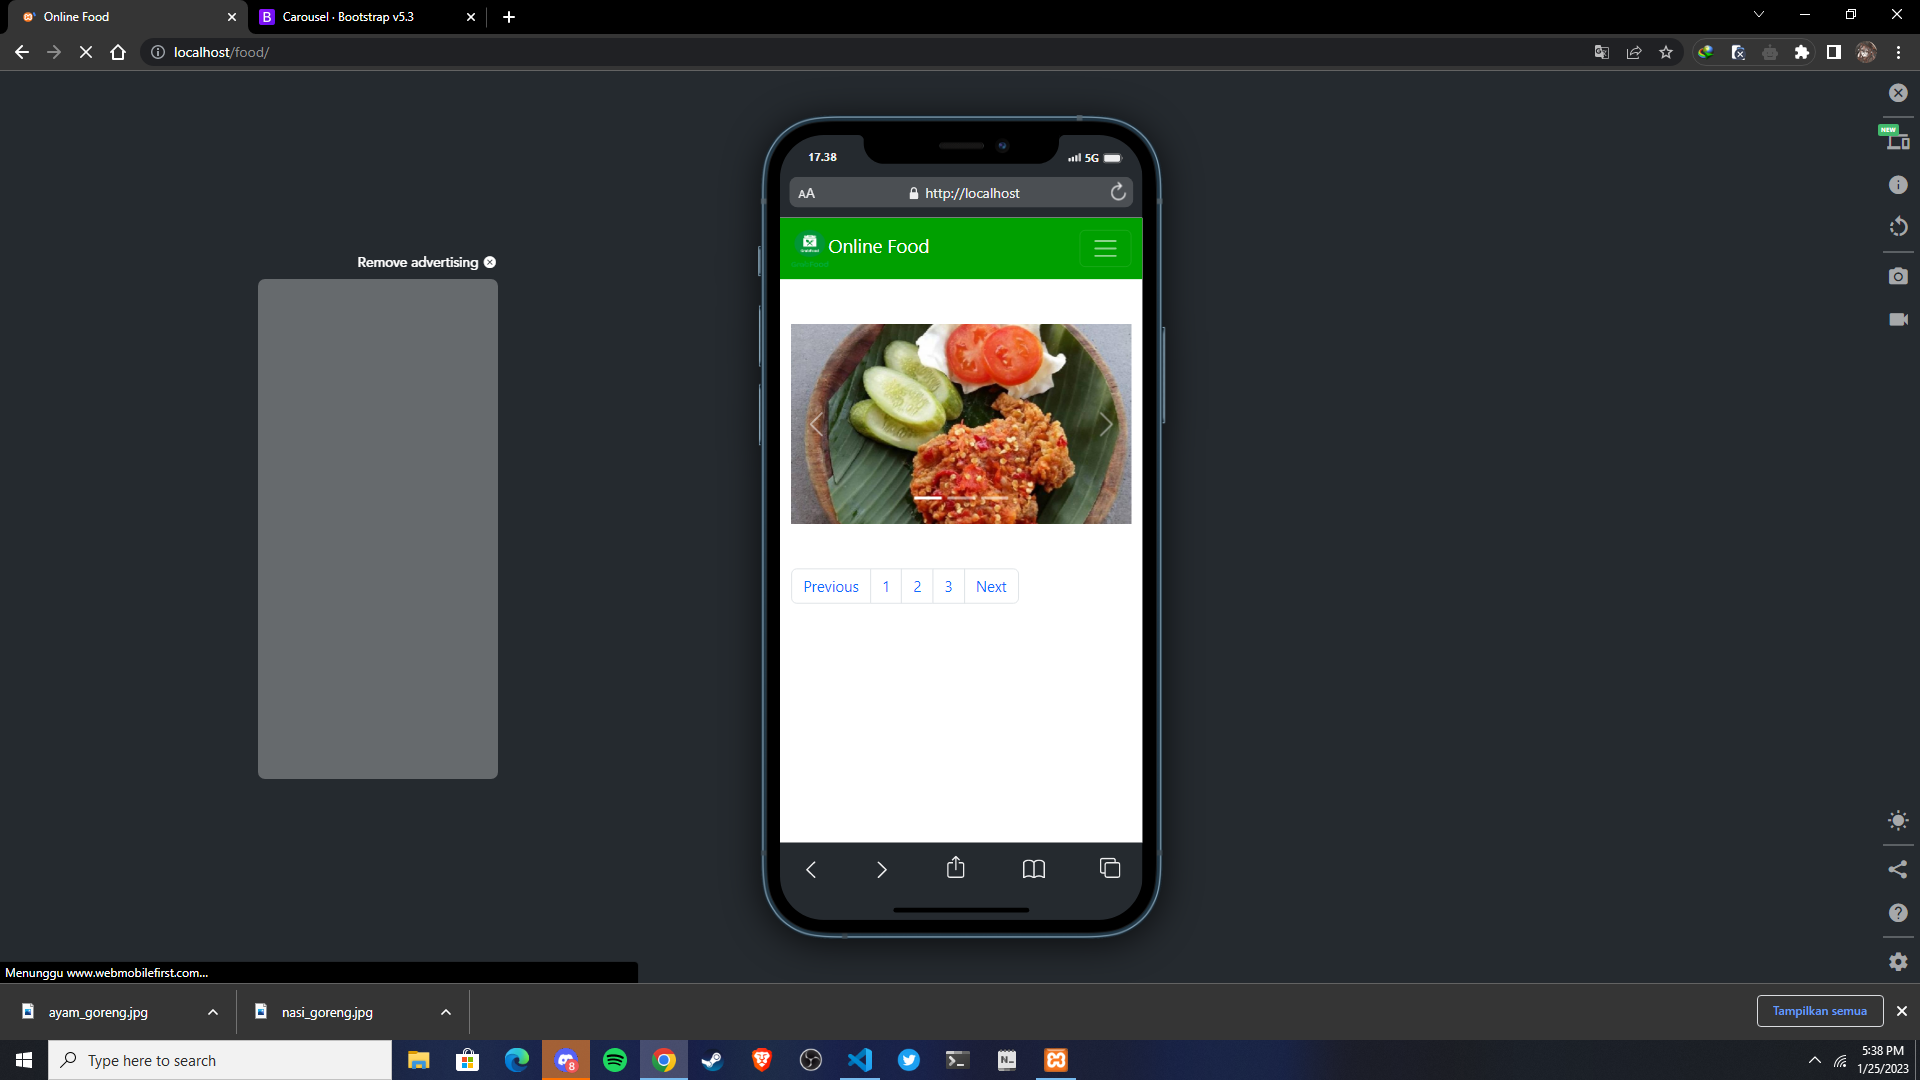 Online Food
Carousel · Bootstrap v5.3
localhost/food/
NEW
17.38
5G
AA
http://localhost
Online Food
Remove advertising
Previous 1 2 3 Next
Menunggu www.webmobilefirst.com...
ayam_goreng.jpg
nasi_goreng.jpg
Tampilkan semua
Type here to search
8
5:38 PM
1/25/2023